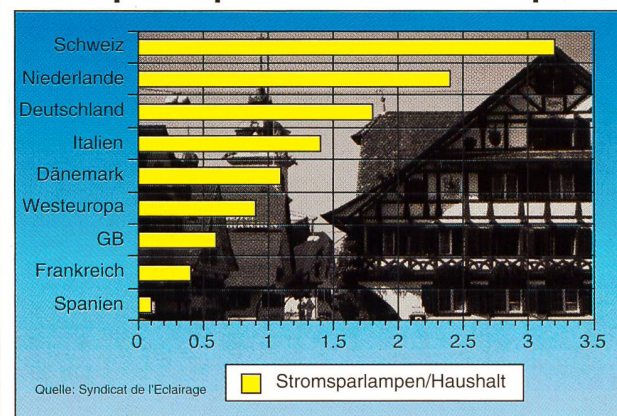 Schweiz
Niederlande
Deutschland
Italien
Dänemark
Westeuropa
GB
Frankreich
Spanien
0 0.5 1 1.5 2 2.5 3 3.5
Quelle: Syndicat de l'Eclairage
Stromsparlampen/Haushalt